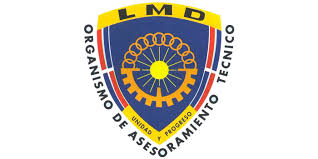 LMD
ORGANISMO DE ASESORAMIENTO TECNICO
UNIDAD Y PROGRESO